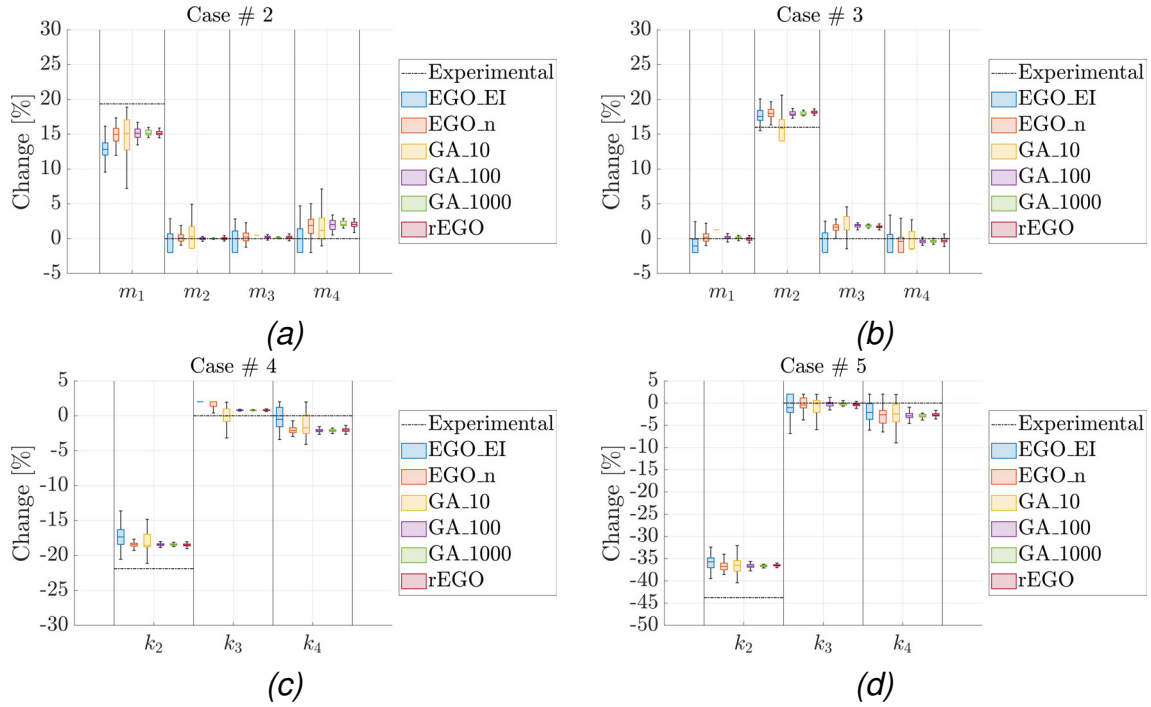 Case # 2
Change [%]
30
25
20
15
10
5
0
-5
m1
m2
m3
m4
Experimental
EGO_EI
EGO_n
GA_10
GA_100
GA_1000
rEGO
(a)
Case # 3
Change [%]
30
25
20
15
10
5
0
-5
m1
m2
m3
m4
Experimental
EGO_EI
EGO_n
GA_10
GA_100
GA_1000
rEGO
(b)
Case # 4
Change [%]
5
0
-5
-10
-15
-20
-25
-30
k2
k3
k4
Experimental
EGO_EI
EGO_n
GA_10
GA_100
GA_1000
rEGO
(c)
Case # 5
Change [%]
5
0
-5
-10
-15
-20
-25
-30
-35
-40
-45
-50
k2
k3
k4
Experimental
EGO_EI
EGO_n
GA_10
GA_100
GA_1000
rEGO
(d)